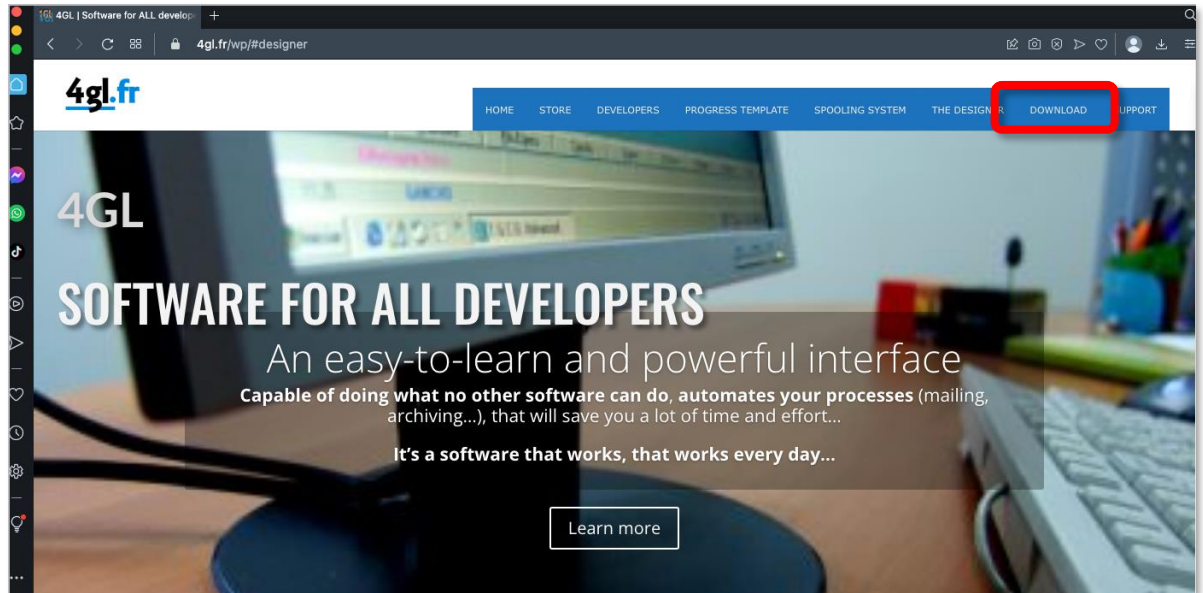 4GL | Software for ALL develop
4gl.fr/wp/#designer
4gl.fr
HOME STORE DEVELOPERS PROGRESS TEMPLATE SPOOLING SYSTEM THE DESIGNER DOWNLOAD SUPPORT
4GL
SOFTWARE FOR ALL DEVELOPERS
An easy-to-learn and powerful interface
Capable of doing what no other software can do, automates your processes (mailing,
archiving...), that will save you a lot of time and effort...
It's a software that works, that works every day...
Learn more